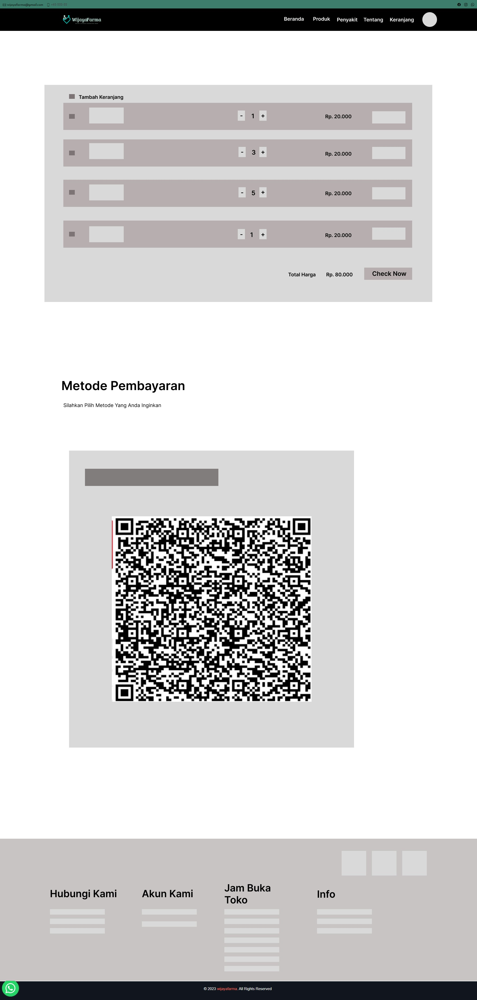 wijayafarma@gmail.com +62-222-22
WijayaFarma
Beranda Produk Penyakit Tentang Keranjang
Tambah Keranjang
- 1 + Rp. 20.000
- 3 + Rp. 20.000
- 5 + Rp. 20.000
- 1 + Rp. 20.000
Total Harga Rp. 80.000 Check Now
Metode Pembayaran
Silahkan Pilih Metode Yang Anda Inginkan
Hubungi Kami
Akun Kami
Jam Buka
Toko
Info
© 2023 wijayafarma. All Rights Reserved